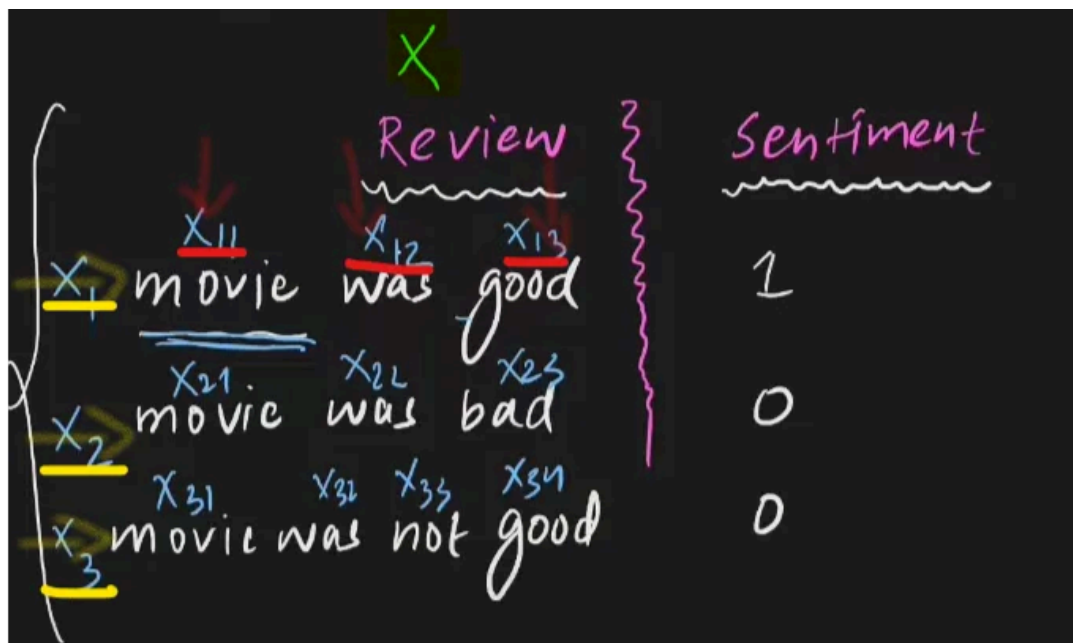 X
Review Sentiment
X11 X12 X13
X1 movie was good 1
X21 X22 X23
X2 movie was bad 0
X31 X32 X33 X34
X3 movie was not good 0